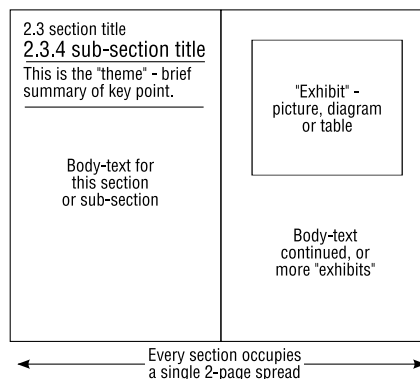 2.3 section title
2.3.4 sub-section title
This is the "theme" - brief
summary of key point.
Body-text for
this section
or sub-section
"Exhibit" -
picture, diagram
or table
Body-text
continued, or
more "exhibits"
Every section occupies
a single 2-page spread